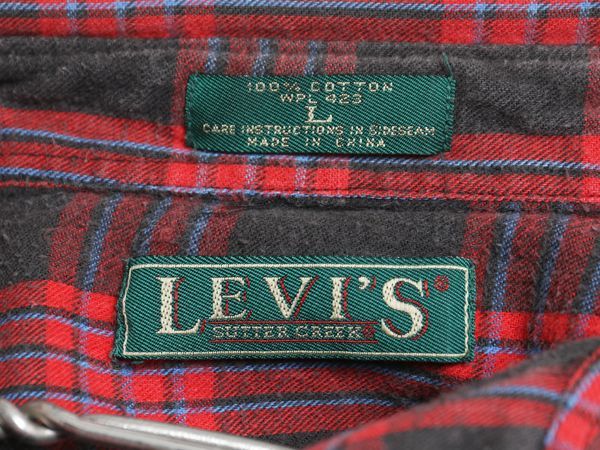 100% COTTON
WPL 423
L
CARE INSTRUCTIONS IN SIDESEAM
MADE IN CHINA
LEVI'S®
SUTTER CREEK